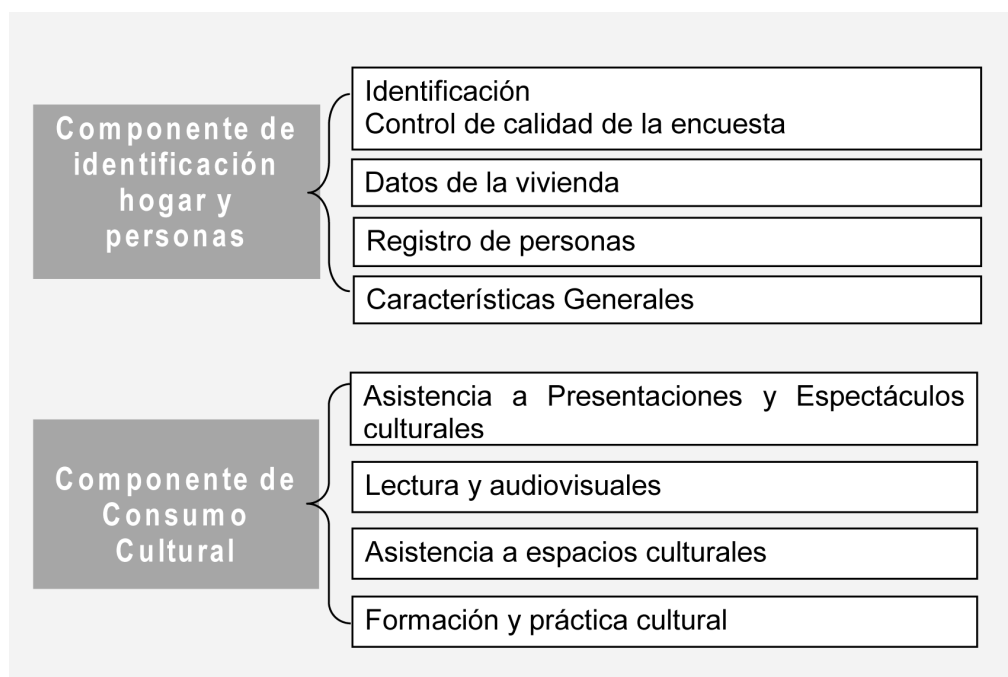 Componente de
identificación
hogar y
personas
Identificación
Control de calidad de la encuesta
Datos de la vivienda
Registro de personas
Características Generales
Componente de
Consumo
Cultural
Asistencia a Presentaciones y Espectáculos
culturales
Lectura y audiovisuales
Asistencia a espacios culturales
Formación y práctica cultural